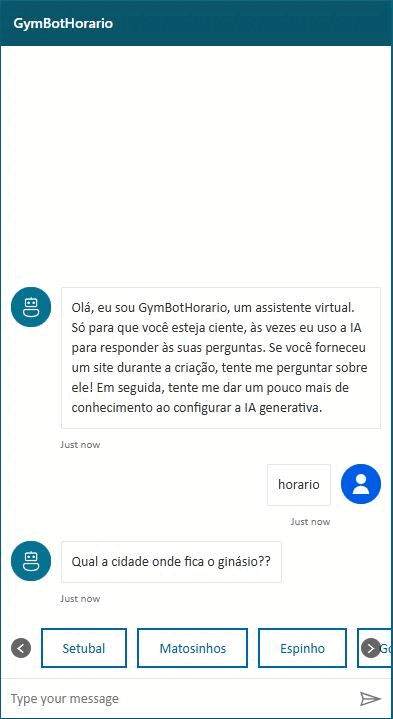 GymBotHorario
Olá, eu sou GymBotHorario, um assistente virtual.
Só para que você esteja ciente, às vezes eu uso a IA
para responder às suas perguntas. Se você forneceu
um site durante a criação, tente me perguntar sobre
ele! Em seguida, tente me dar um pouco mais de
conhecimento ao configurar a IA generativa.
Just now
horario
Just now
Qual a cidade onde fica o ginásio??
Just now
Setubal
Matosinhos
Espinho
Type your message